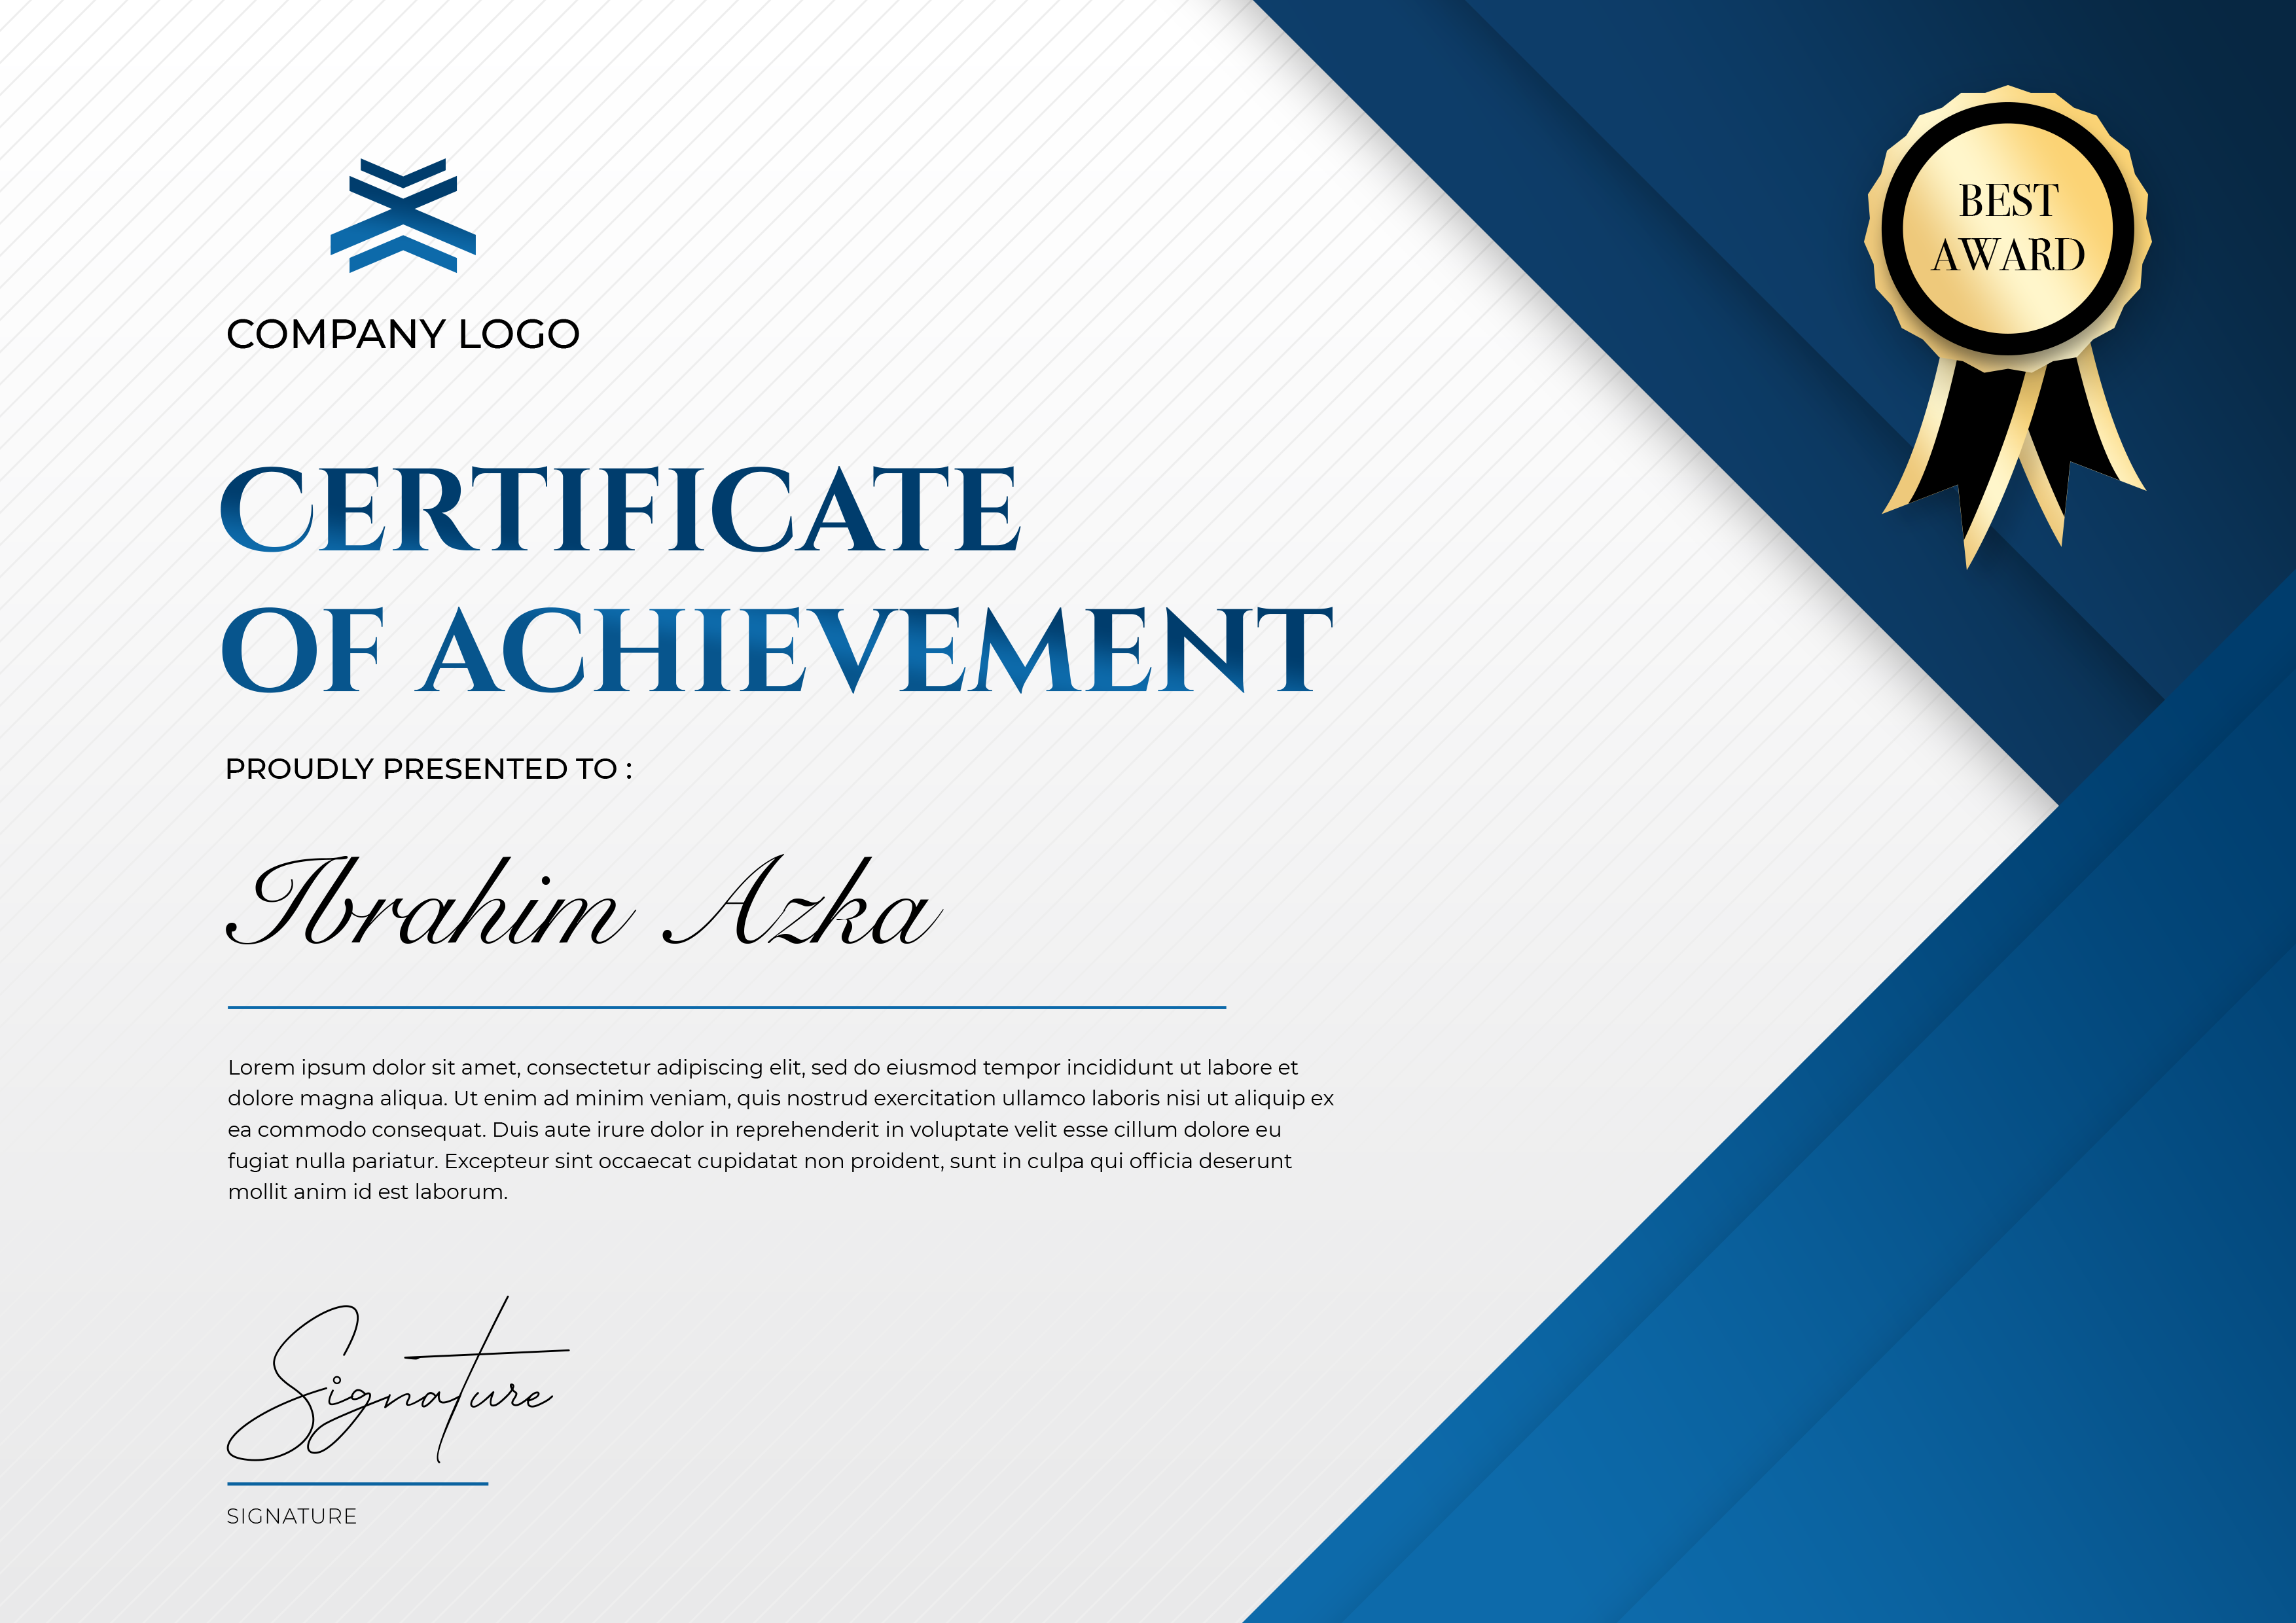 BEST
AWARD
COMPANY LOGO
CERTIFICATE
OF ACHIEVEMENT
PROUDLY PRESENTED TO :
Ibrahim Azka
Lorem ipsum dolor sit amet, consectetur adipiscing elit, sed do eiusmod tempor incididunt ut labore et
dolore magna aliqua. Ut enim ad minim veniam, quis nostrud exercitation ullamco laboris nisi ut aliquip ex
ea commodo consequat. Duis aute irure dolor in reprehenderit in voluptate velit esse cillum dolore eu
fugiat nulla pariatur. Excepteur sint occaecat cupidatat non proident, sunt in culpa qui officia deserunt
mollit anim id est laborum.
Signature
SIGNATURE